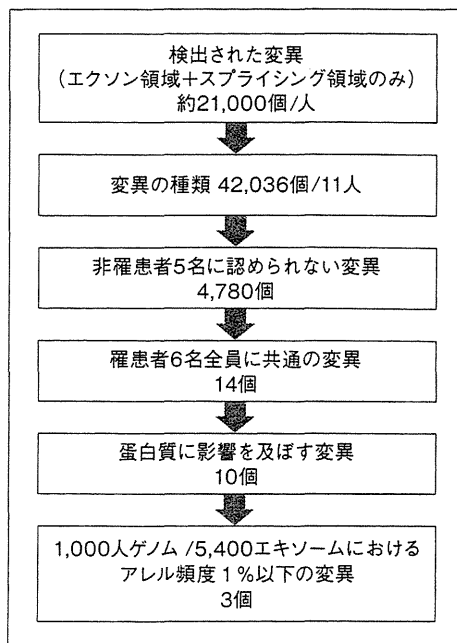 検出された変異
（エクソン領域＋スプライシング領域のみ）
約21,000個/人
変異の種類 42,036個/11人
非罹患者5名に認められない変異
4,780個
罹患者6名全員に共通の変異
14個
蛋白質に影響を及ぼす変異
10個
1,000人ゲノム/5,400エキソームにおける
アレル頻度1％以下の変異
3個